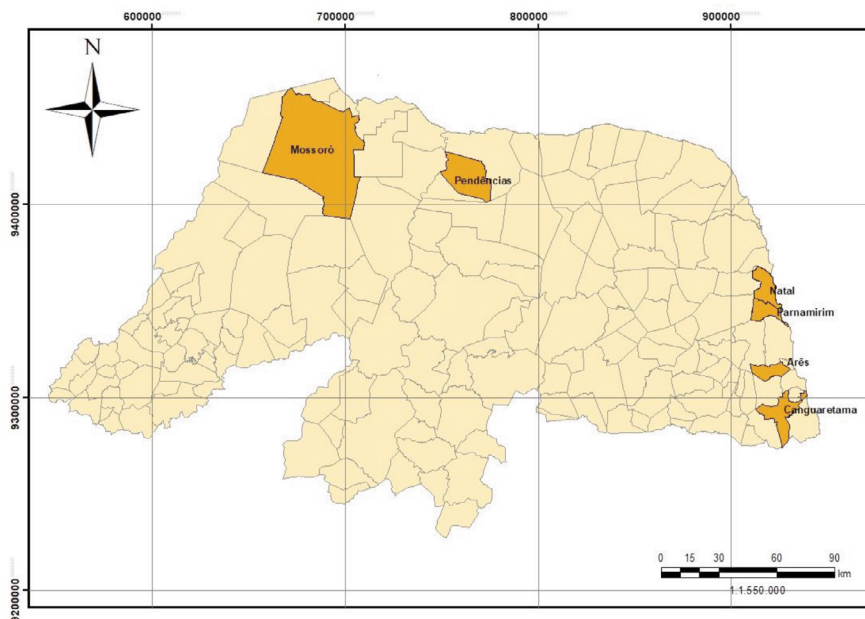 600000 700000 800000 900000
N
Mossoró
Pendências
9400000
Natal
Parnamirim
Arês
9300000
Canguaretama
0 15 30 60 90
km
1:1.550.000
9200000